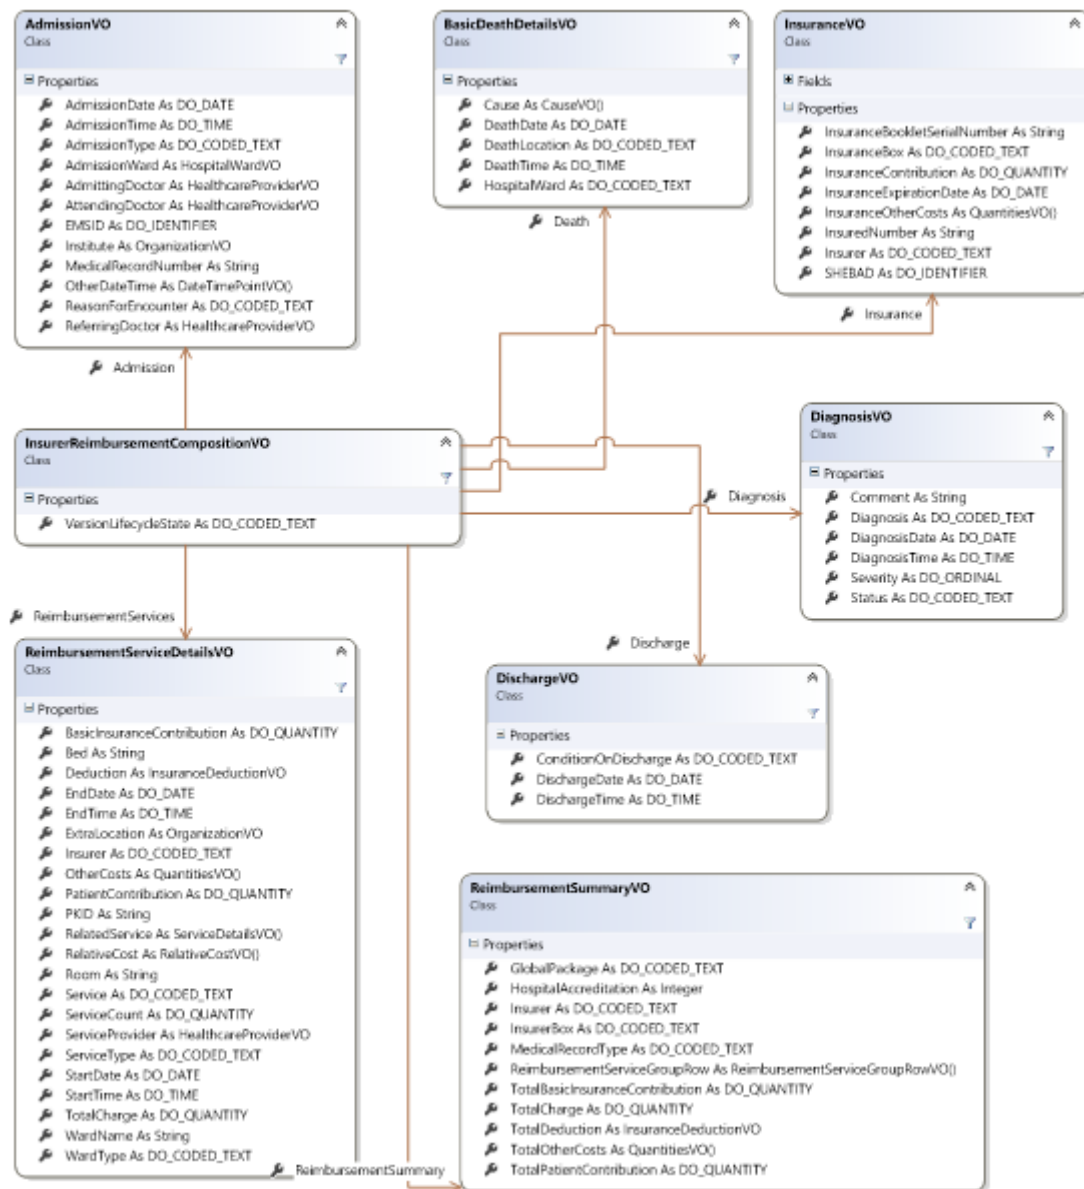 AdmissionVO
Class
Properties
AdmissionDate As DO_DATE
AdmissionTime As DO_TIME
AdmissionType As DO_CODED_TEXT
AdmissionWard As HospitalWardVO
AdmittingDoctor As HealthcareProviderVO
AttendingDoctor As HealthcareProviderVO
EMSID As DO_IDENTIFIER
Institute As OrganizationVO
MedicalRecordNumber As String
OtherDateTime As DateTimePointVO()
ReasonForEncounter As DO_CODED_TEXT
ReferringDoctor As HealthcareProviderVO
BasicDeathDetailsVO
Class
Properties
Cause As CauseVO()
DeathDate As DO_DATE
DeathLocation As DO_CODED_TEXT
DeathTime As DO_TIME
HospitalWard As DO_CODED_TEXT
InsuranceVO
Class
Fields
Properties
InsuranceBookletSerialNumber As String
InsuranceBox As DO_CODED_TEXT
InsuranceContribution As DO_QUANTITY
InsuranceExpirationDate As DO_DATE
InsuranceOtherCosts As QuantitiesVO()
InsuredNumber As String
Insurer As DO_CODED_TEXT
SHEBAD As DO_IDENTIFIER
Death
Insurance
Admission
InsurerReimbursementCompositionVO
Class
Properties
VersionLifecycleState As DO_CODED_TEXT
Diagnosis
DiagnosisVO
Class
Properties
Comment As String
Diagnosis As DO_CODED_TEXT
DiagnosisDate As DO_DATE
DiagnosisTime As DO_TIME
Severity As DO_ORDINAL
Status As DO_CODED_TEXT
ReimbursementServices
Discharge
ReimbursementServiceDetailsVO
Class
Properties
BasicInsuranceContribution As DO_QUANTITY
Bed As String
Deduction As InsuranceDeductionVO
EndDate As DO_DATE
EndTime As DO_TIME
ExtraLocation As OrganizationVO
Insurer As DO_CODED_TEXT
OtherCosts As QuantitiesVO()
PatientContribution As DO_QUANTITY
PKID As String
RelatedService As ServiceDetailsVO()
RelativeCost As RelativeCostVO()
Room As String
Service As DO_CODED_TEXT
ServiceCount As DO_QUANTITY
ServiceProvider As HealthcareProviderVO
ServiceType As DO_CODED_TEXT
StartDate As DO_DATE
StartTime As DO_TIME
TotalCharge As DO_QUANTITY
WardName As String
WardType As DO_CODED_TEXT
DischargeVO
Class
Properties
ConditionOnDischarge As DO_CODED_TEXT
DischargeDate As DO_DATE
DischargeTime As DO_TIME
ReimbursementSummaryVO
Class
Properties
GlobalPackage As DO_CODED_TEXT
HospitalAccreditation As Integer
Insurer As DO_CODED_TEXT
InsurerBox As DO_CODED_TEXT
MedicalRecordType As DO_CODED_TEXT
ReimbursementServiceGroupRow As ReimbursementServiceGroupRowVO()
TotalBasicInsuranceContribution As DO_QUANTITY
TotalCharge As DO_QUANTITY
TotalDeduction As InsuranceDeductionVO
TotalOtherCosts As QuantitiesVO()
TotalPatientContribution As DO_QUANTITY
ReimbursementSummary